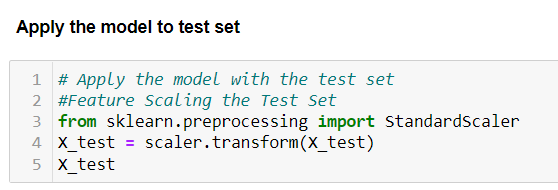 Apply the model to test set
1 # Apply the model with the test set
2 #Feature Scaling the Test Set
3 from sklearn.preprocessing import StandardScaler
4 X_test = scaler.transform(X_test)
5 X_test